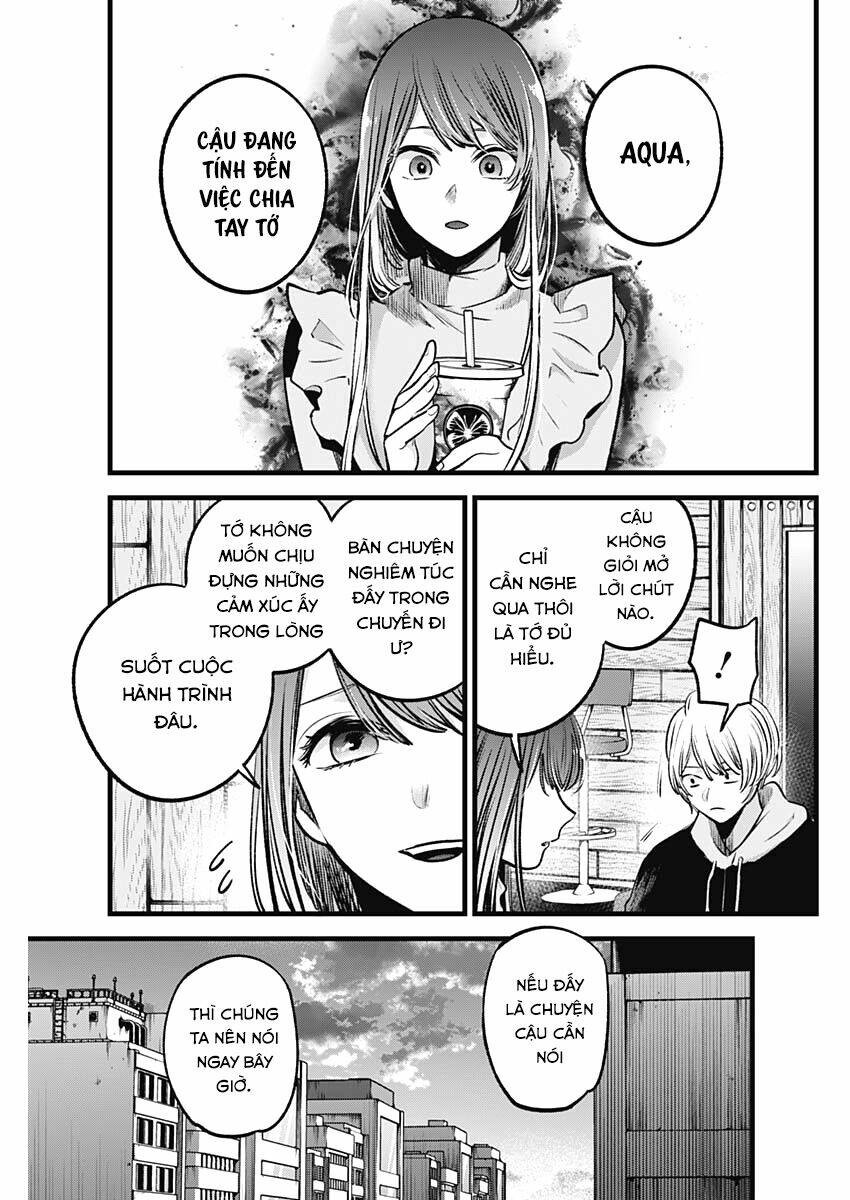 AQUA,
CẬU ĐANG
TÍNH ĐẾN
VIỆC CHIA
TAY TỚ
CẬU
KHÔNG
GIỎI MỞ
LỜI CHÚT
NÀO.
!
CHỈ
CẦN NGHE
QUA THÔI
LÀ TỚ ĐỦ
HIỂU.
BÀN CHUYỆN
NGHIÊM TÚC
ĐẤY TRONG
CHUYẾN ĐI
Ư?
TỚ KHÔNG
MUỐN CHỊU
ĐỰNG NHỮNG
CẢM XÚC ẤY
TRONG LÒNG
SUỐT CUỘC
HÀNH TRÌNH
ĐÂU.
NẾU ĐẤY
LÀ CHUYỆN
CẬU CẦN
NÓI
THÌ CHÚNG
TA NÊN NÓI
NGAY BÂY
GIỜ.